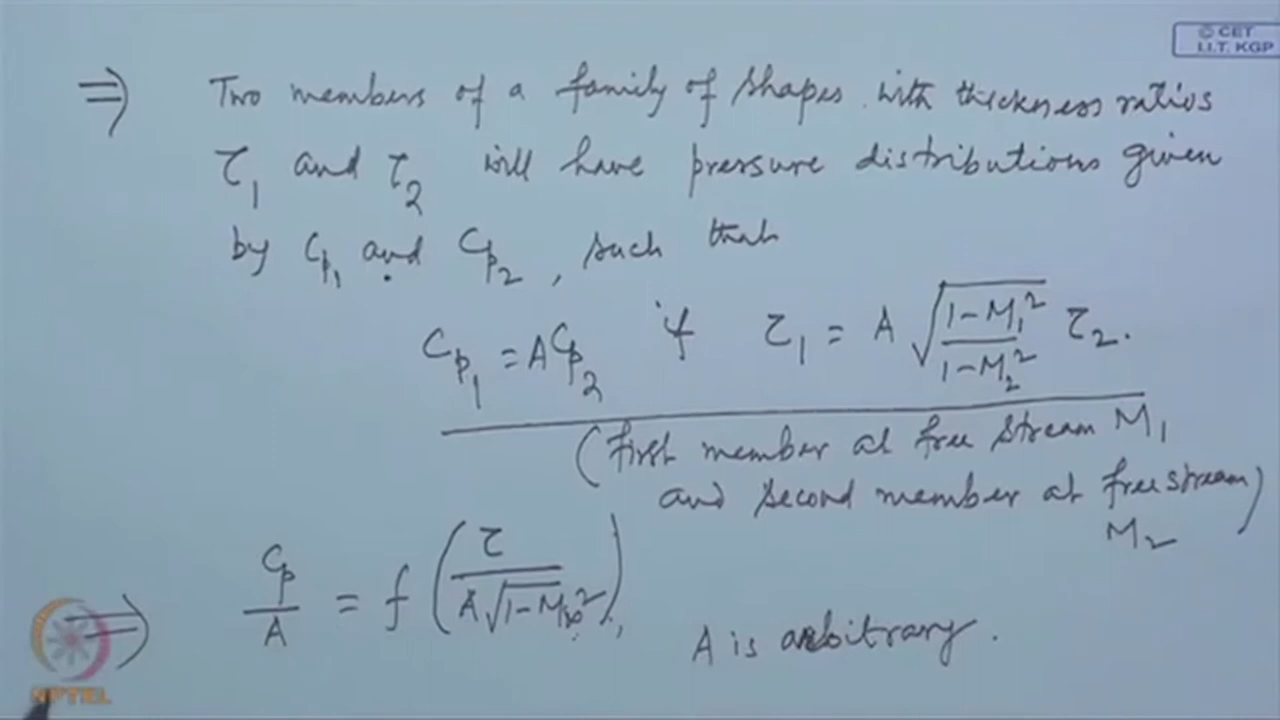 © CET
I.I.T. KGP
⇒ Two members of a family of shapes with thickness ratios
τ₁ and τ₂ will have pressure distributions given
by Cp₁ and Cp₂, such that
Cp₁ = A Cp₂ if τ₁ = A √((1-M₁²)/(1-M₂²)) τ₂.
(First member at free stream M₁
and second member at free stream)
M₂
⇒ Cp/A = f(τ/(A√(1-M∞²))), A is arbitrary.
NPTEL